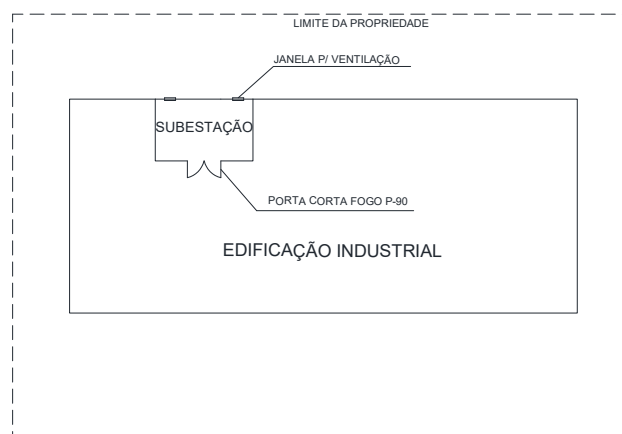 LIMITE DA PROPRIEDADE
JANELA P/ VENTILAÇÃO
SUBESTAÇÃO
PORTA CORTA FOGO P-90
EDIFICAÇÃO INDUSTRIAL